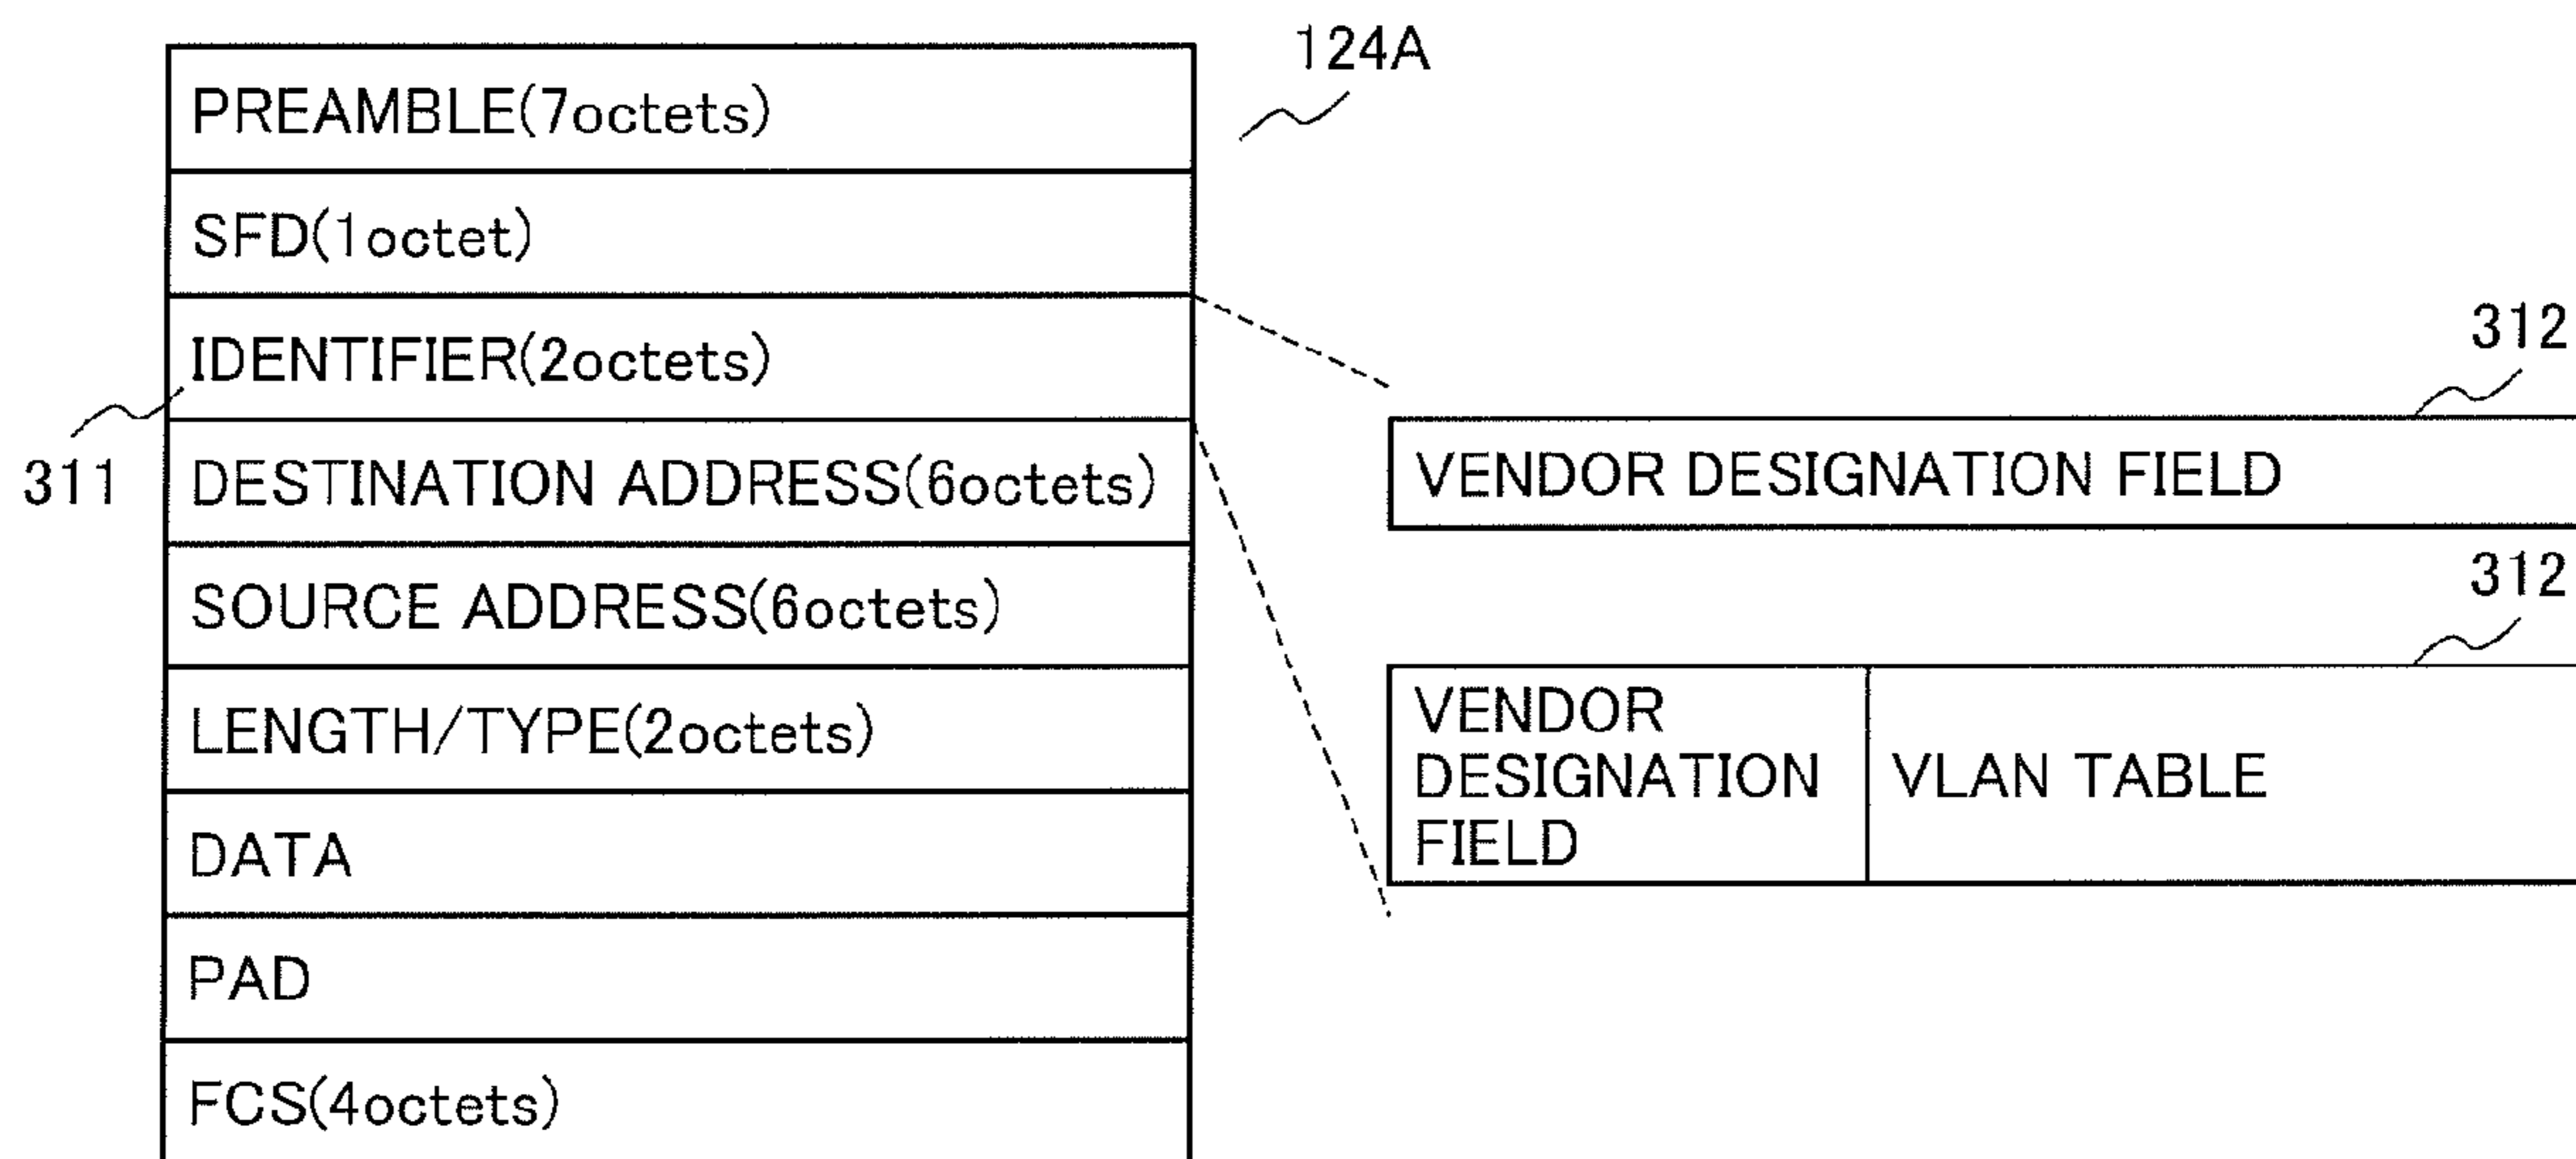 124A
PREAMBLE(7octets)
SFD(1octet)
IDENTIFIER(2octets)
311
DESTINATION ADDRESS(6octets)
SOURCE ADDRESS(6octets)
LENGTH/TYPE(2octets)
DATA
PAD
FCS(4octets)
312
VENDOR DESIGNATION FIELD
312
VENDOR
DESIGNATION
FIELD
VLAN TABLE